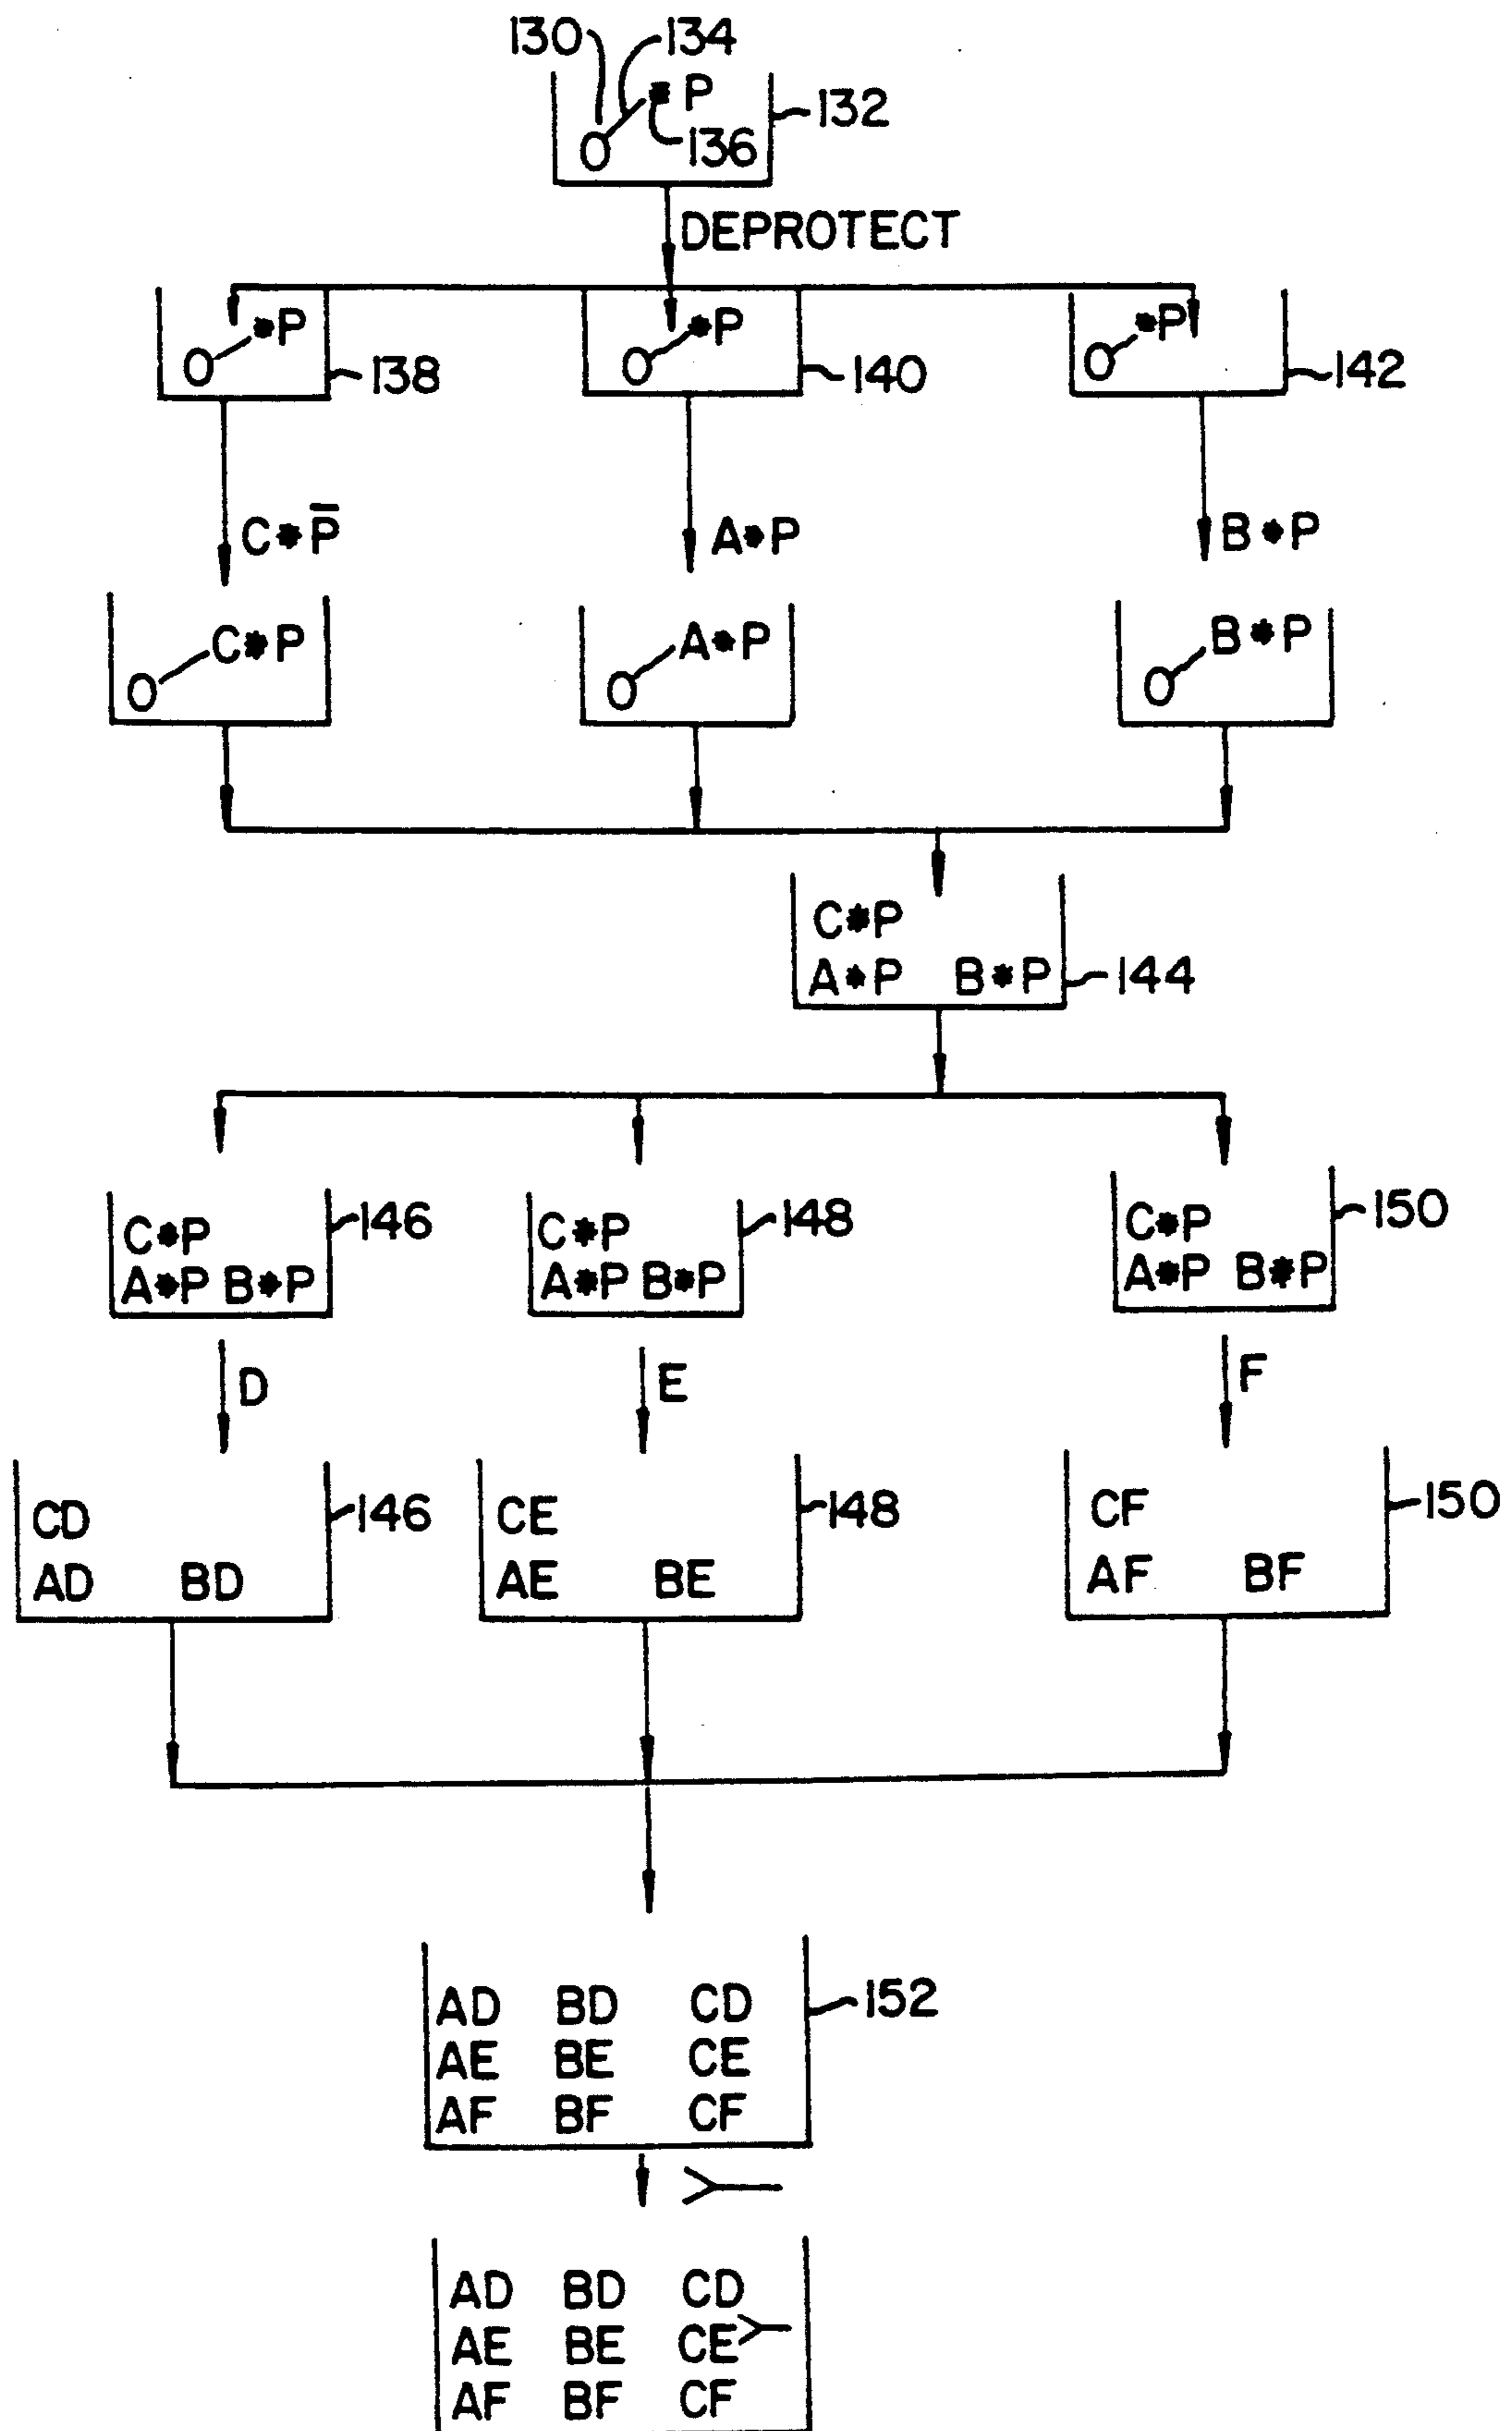 130 134
* P 132
O 136
DEPROTECT
*P *P *P
O 138 O 140 O 142
C*P̄ A*P B*P
C*P A*P B*P
O O O
C*P
A*P B*P 144
C*P 146 C*P 148 C*P 150
A*P B*P A*P B*P A*P B*P
D E F
CD 146 CE 148 CF 150
AD BD AE BE AF BF
AD BD CD 152
AE BE CE
AF BF CF
AD BD CD
AE BE CE
AF BF CF